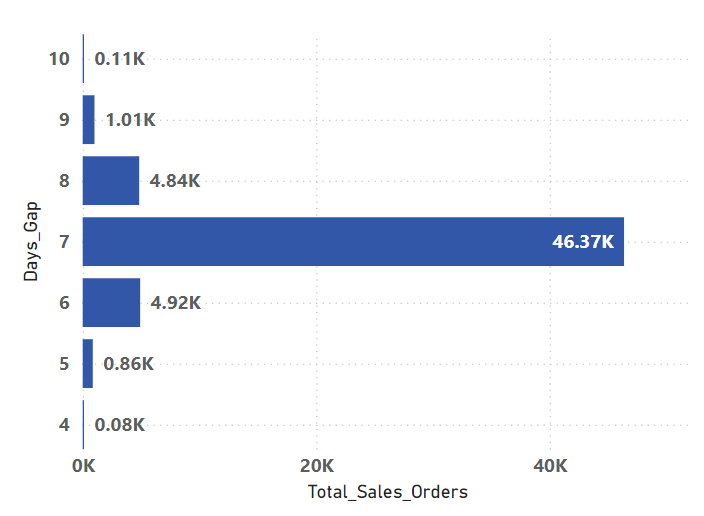 10 0.11K
9 1.01K
8 4.84K
7 46.37K
6 4.92K
5 0.86K
4 0.08K
Days_Gap
0K 20K 40K
Total_Sales_Orders